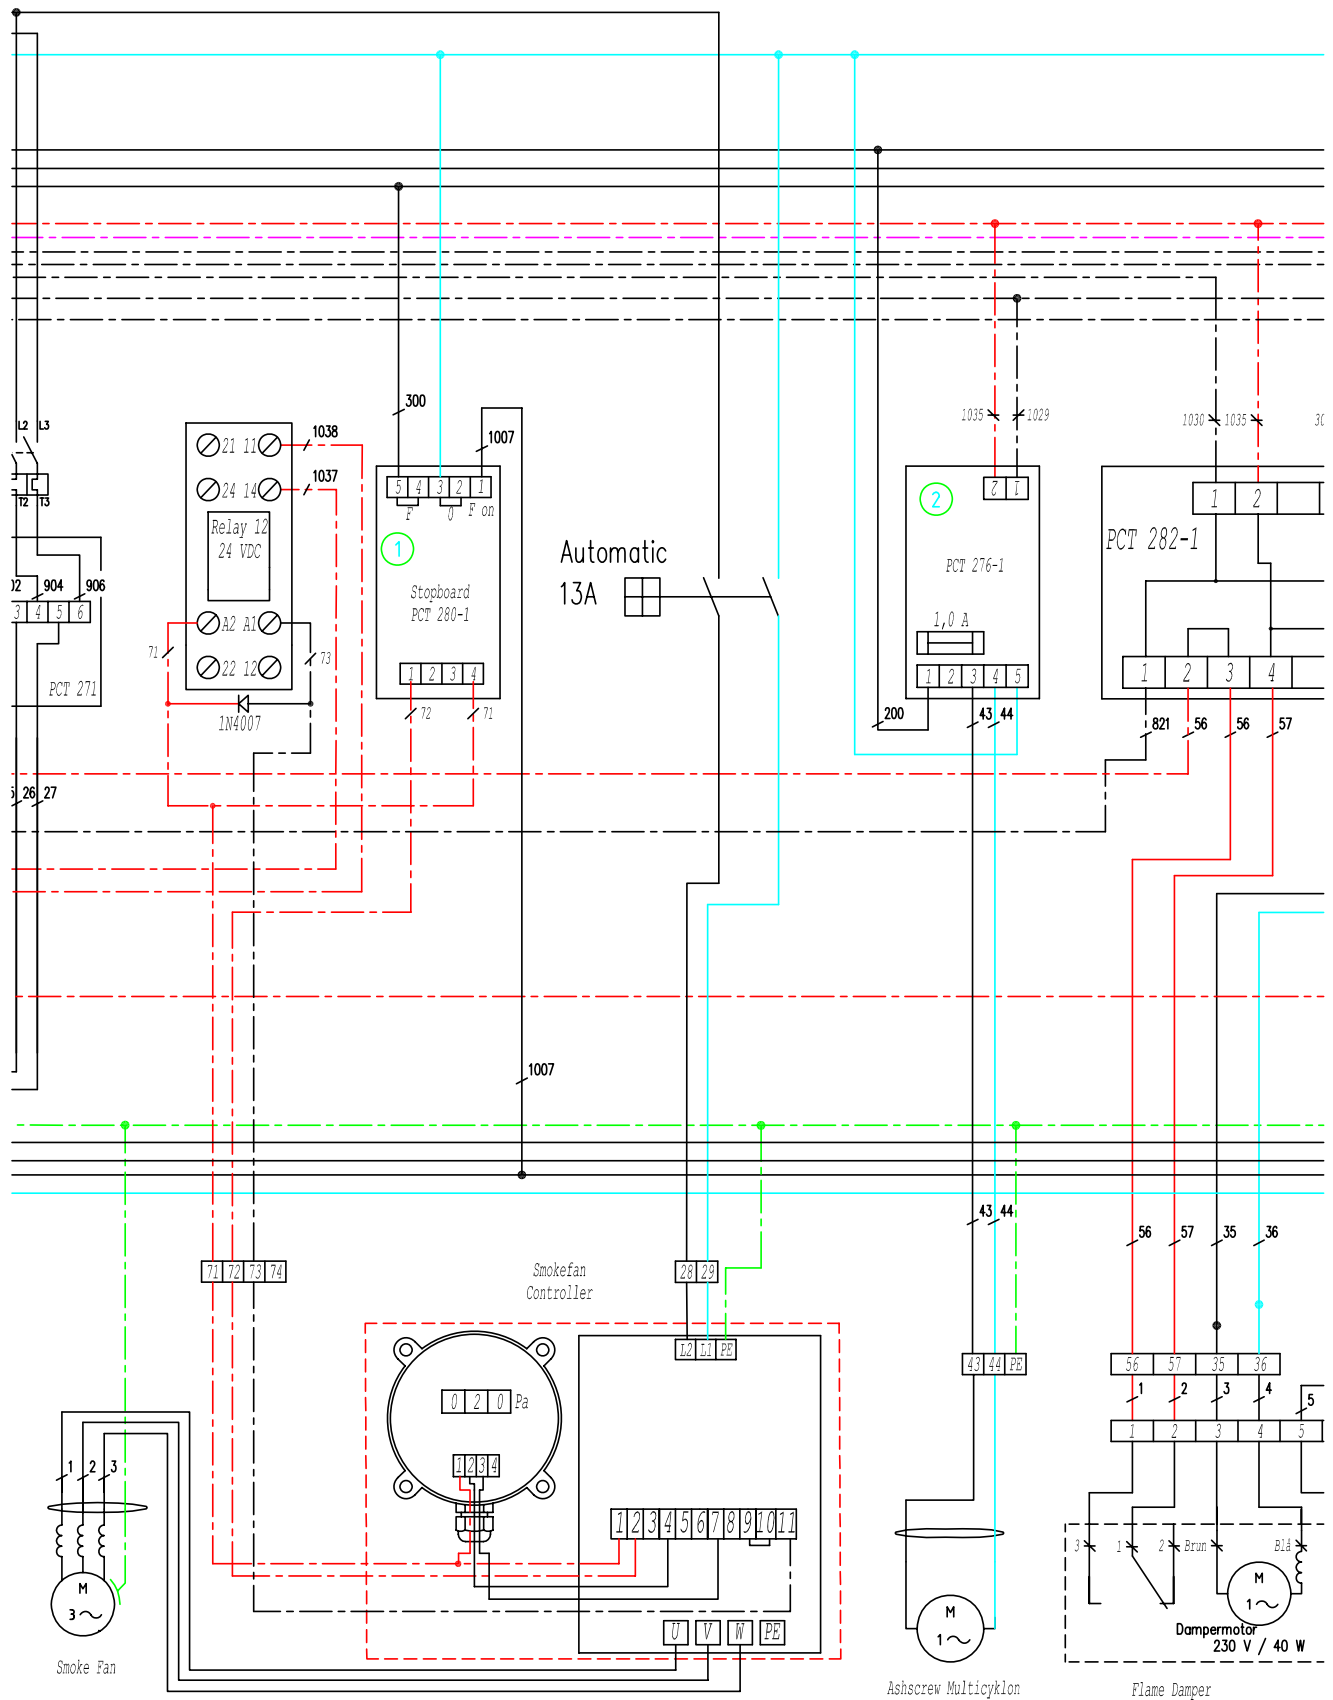 L2 L3
T2 T3
02 904 906
3 4 5 6
PCT 271
26 27
21 11
24 14
Relay 12
24 VDC
A2 A1
22 12
1038
1037
71
73
1N4007
300
1007
5 4 3 2 1
F 0 F on
1
Stopboard
PCT 280-1
1 2 3 4
72
71
Automatic
13A
1035 1029
2 1
2
PCT 276-1
1,0 A
1 2 3 4 5
200 43 44
1030 1035 30
1 2
PCT 282-1
1 2 3 4
821 56 56 57
1007
43 44
56 57 35 36
71 72 73 74
Smokefan
Controller
28 29
L2 L1 PE
0 2 0 Pa
1 2 3 4
1 2 3 4 5 6 7 8 9 10 11
U V W PE
1 2 3
M
3~
Smoke Fan
43 44 PE
M
1~
Ashscrew Multicyklon
56 57 35 36
1 2 3 4 5
1 2 3 4 5
3 1 2 Brun Blå
M
1~
Dampermotor
230 V / 40 W
Flame Damper